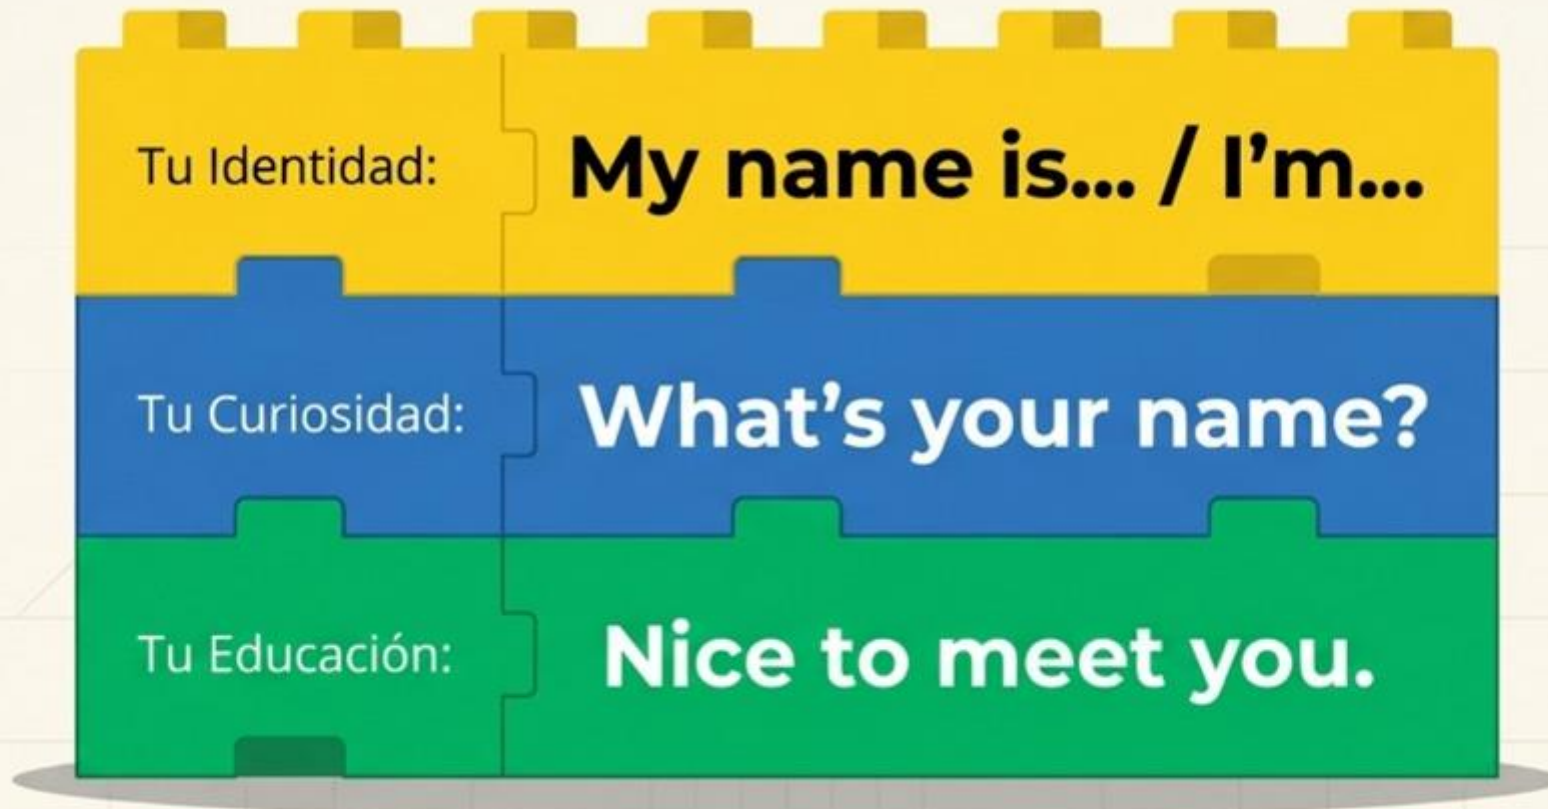 Tu Identidad: My name is... / I’m...
Tu Curiosidad: What’s your name?
Tu Educación: Nice to meet you.